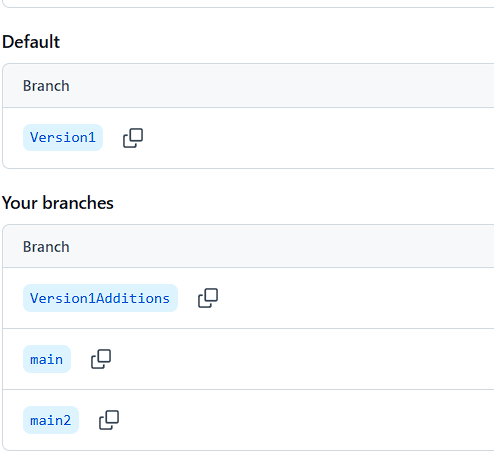 Default
Branch
Version1
Your branches
Branch
Version1Additions
main
main2